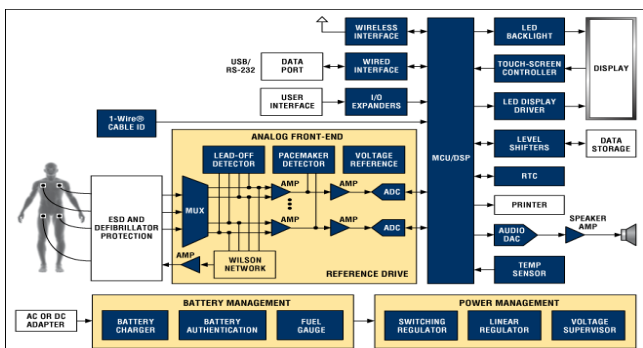 WIRELESS
INTERFACE
LED
BACKLIGHT
USB/
RS-232
DATA
PORT
WIRED
INTERFACE
TOUCH-SCREEN
CONTROLLER
DISPLAY
USER
INTERFACE
I/O
EXPANDERS
LED DISPLAY
DRIVER
1-Wire®
CABLE ID
MCU/DSP
LEVEL
SHIFTERS
DATA
STORAGE
ANALOG FRONT-END
LEAD-OFF
DETECTOR
PACEMAKER
DETECTOR
VOLTAGE
REFERENCE
RTC
AMP
AMP
ADC
MUX
PRINTER
ESD AND
DEFIBRILLATOR
PROTECTION
AMP
AMP
ADC
AUDIO
DAC
SPEAKER
AMP
AMP
WILSON
NETWORK
REFERENCE DRIVE
TEMP
SENSOR
BATTERY MANAGEMENT
POWER MANAGEMENT
AC OR DC
ADAPTER
BATTERY
CHARGER
BATTERY
AUTHENTICATION
FUEL
GAUGE
SWITCHING
REGULATOR
LINEAR
REGULATOR
VOLTAGE
SUPERVISOR